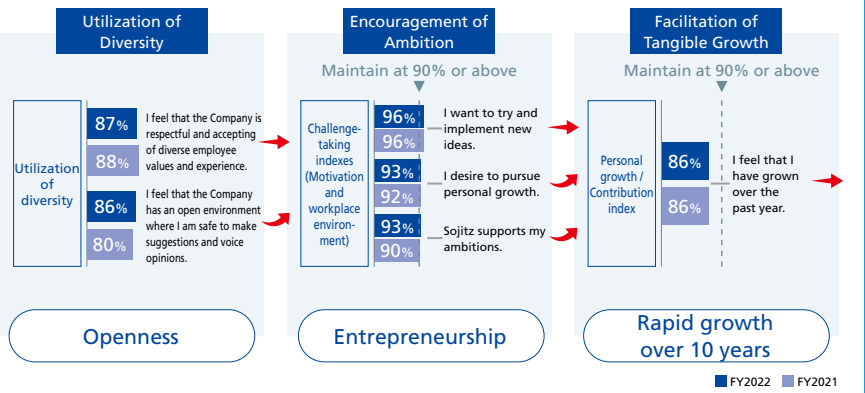 Utilization of
Diversity
87%
88%
86%
80%
Utilization
of
diversity
I feel that the Company is
respectful and accepting
of diverse employee
values and experience.
I feel that the Company
has an open environment
where I am safe to make
suggestions and voice
opinions.
Openness
Encouragement of
Ambition
Maintain at 90% or above
Challenge-
taking
indexes
(Motivation
and
workplace
environ-
ment)
96%
96%
93%
92%
93%
90%
I want to try and
implement new
ideas.
I desire to pursue
personal growth.
Sojitz supports my
ambitions.
Entrepreneurship
Facilitation of
Tangible Growth
Maintain at 90% or above
Personal
growth /
Contribution
index
86%
86%
I feel that I
have grown
over the
past year.
Rapid growth
over 10 years
FY2022
FY2021